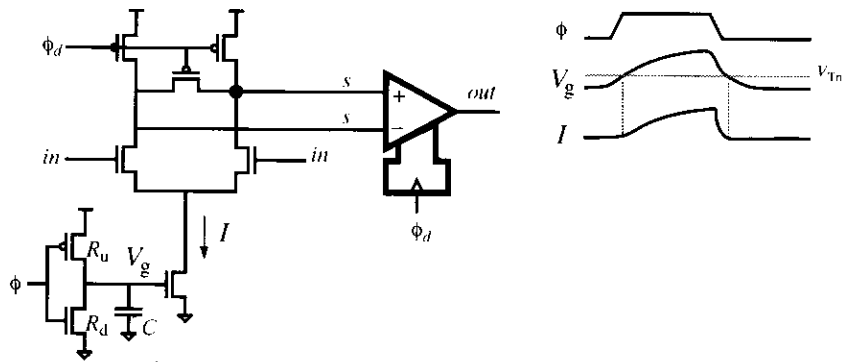 ϕd
s
+
out
s
−
in
in
I
Vg
Ru
ϕ
Rd
C
ϕd
ϕ
Vg
VTn
I